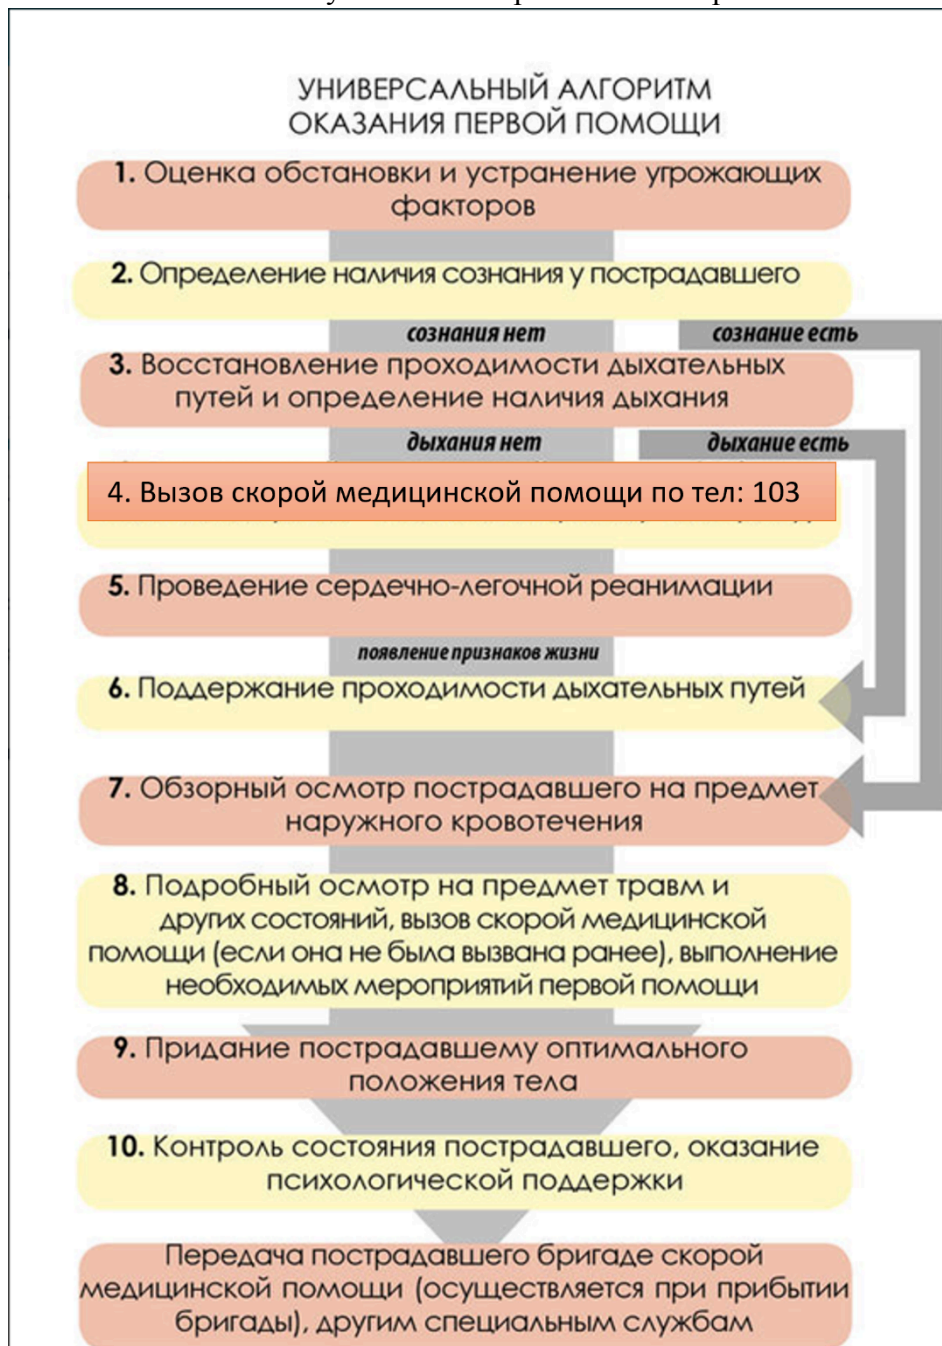 УНИВЕРСАЛЬНЫЙ АЛГОРИТМ
ОКАЗАНИЯ ПЕРВОЙ ПОМОЩИ
1. Оценка обстановки и устранение угрожающих
факторов
2. Определение наличия сознания у пострадавшего
сознания нет
сознание есть
3. Восстановление проходимости дыхательных
путей и определение наличия дыхания
дыхания нет
дыхание есть
4. Вызов скорой медицинской помощи по тел: 103
5. Проведение сердечно-легочной реанимации
появление признаков жизни
6. Поддержание проходимости дыхательных путей
7. Обзорный осмотр пострадавшего на предмет
наружного кровотечения
8. Подробный осмотр на предмет травм и
других состояний, вызов скорой медицинской
помощи (если она не была вызвана ранее), выполнение
необходимых мероприятий первой помощи
9. Придание пострадавшему оптимального
положения тела
10. Контроль состояния пострадавшего, оказание
психологической поддержки
Передача пострадавшего бригаде скорой
медицинской помощи (осуществляется при прибытии
бригады), другим специальным службам